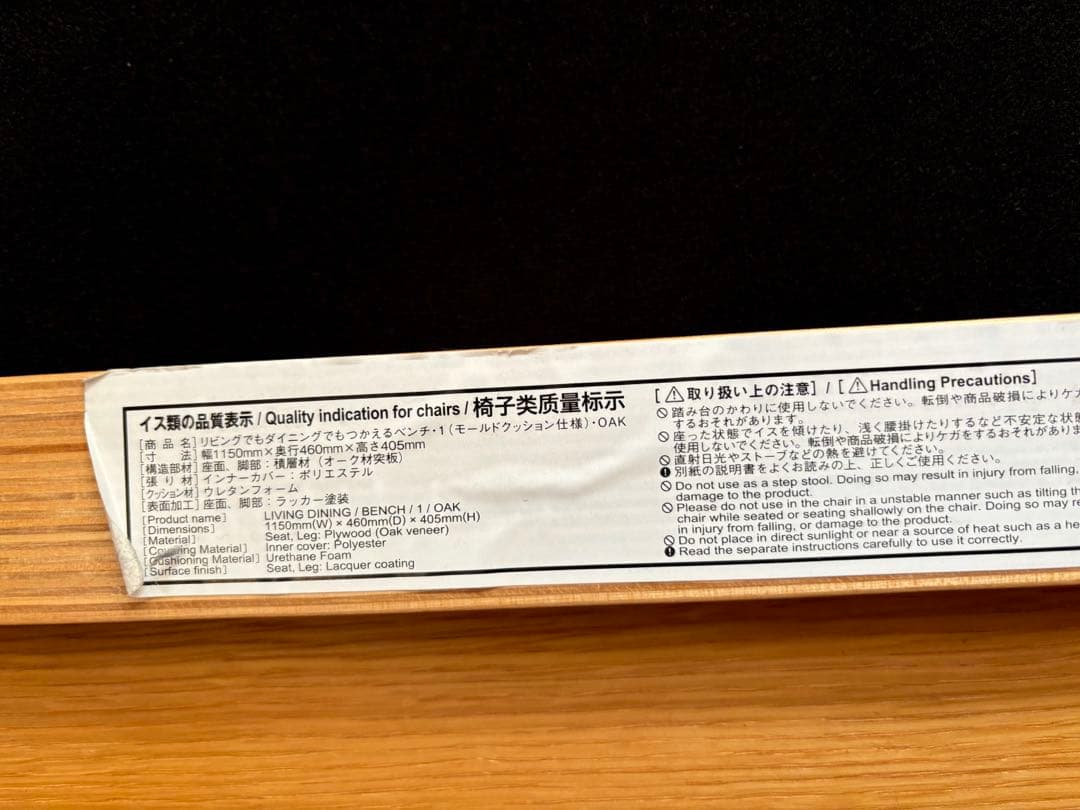 イス類の品質表示 / Quality indication for chairs / 椅子类质量标示
[商 品 名] リビングでもダイニングでもつかえるベンチ・1（モールドクッション仕様）・OAK
[寸 法] 幅1150mm×奥行460mm×高さ405mm
[構造部材] 座面、脚部：積層材（オーク材突板）
[張 り 材] インナーカバー：ポリエステル
[クッション材] ウレタンフォーム
[表面加工] 座面、脚部：ラッカー塗装
[Product name] LIVING DINING / BENCH / 1 / OAK
[Dimensions] 1150mm(W) × 460mm(D) × 405mm(H)
[Material] Seat, Leg: Plywood (Oak veneer)
[Covering Material] Inner cover: Polyester
[Cushioning Material] Urethane Foam
[Surface finish] Seat, Leg: Lacquer coating
[⚠取り扱い上の注意] / [⚠Handling Precautions]
踏み台のかわりに使用しないでください。転倒や商品破損によりケガ
するおそれがあります。
座った状態でイスを傾けたり、浅く腰掛けたりするなど不安定な状態
使用しないでください。転倒や商品破損によりケガをするおそれがありま
直射日光やストーブなどの熱を避けてください。
別紙の説明書をよくお読みの上、正しくご使用ください。
Do not use as a step stool. Doing so may result in injury from falling,
damage to the product.
Please do not use in the chair in a unstable manner such as tilting th
chair while seated or seating shallowly on the chair. Doing so may re
in injury from falling, or damage to the product.
Do not place in direct sunlight or near a source of heat such as a he
Read the separate instructions carefully to use it correctly.